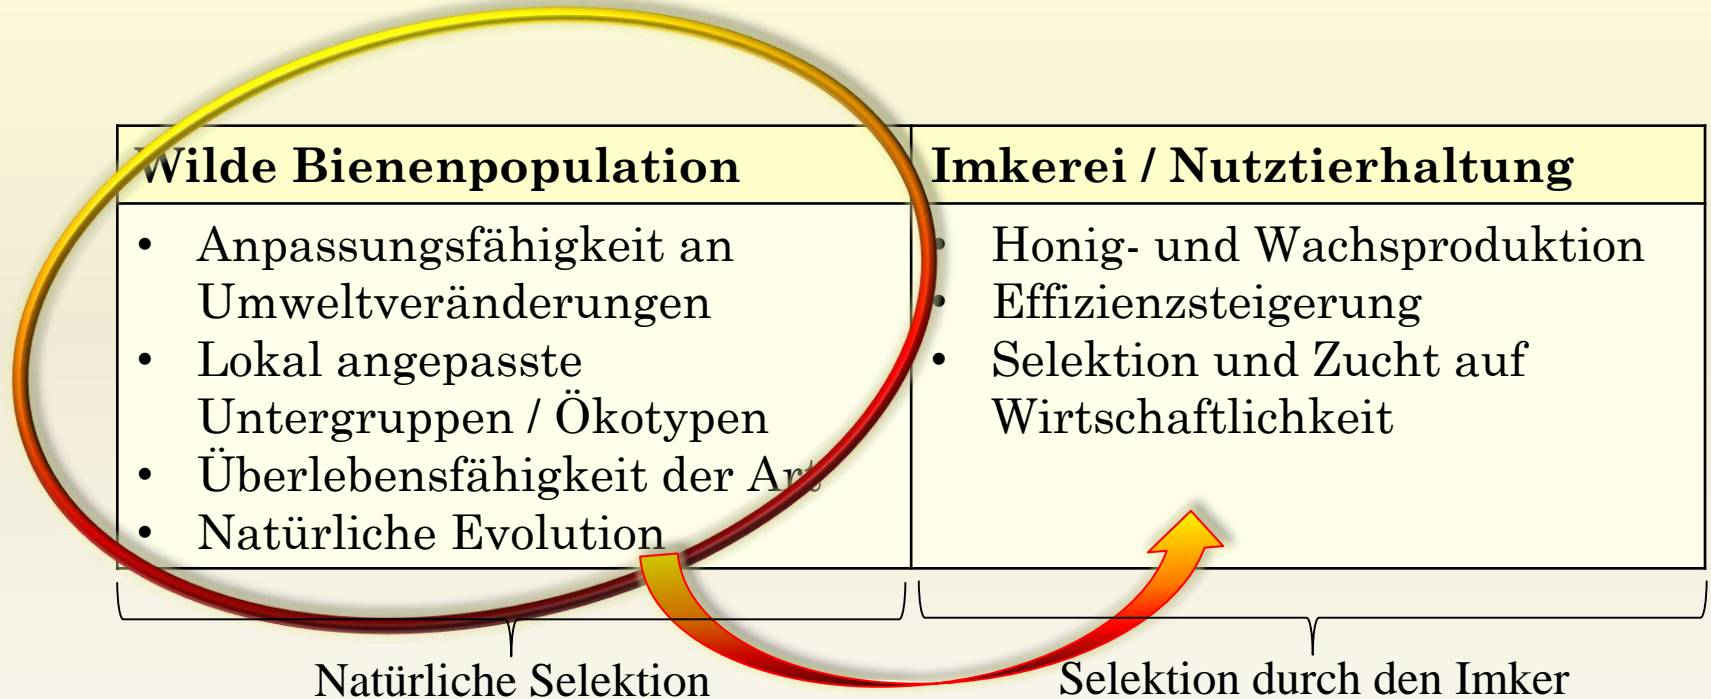 Wilde Bienenpopulation
• Anpassungsfähigkeit an
Umweltveränderungen
• Lokal angepasste
Untergruppen / Ökotypen
• Überlebensfähigkeit der Art
• Natürliche Evolution
Imkerei / Nutztierhaltung
• Honig- und Wachsproduktion
• Effizienzsteigerung
• Selektion und Zucht auf
Wirtschaftlichkeit
Natürliche Selektion
Selektion durch den Imker